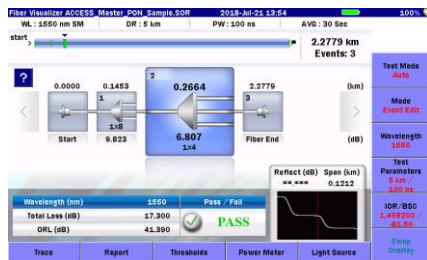 Fiber Visualizer ACCESS_Master_PON_Sample.SOR 2018-Jul-21 13:54 100%
WL : 1550 nm SM DR : 5 km PW : 100 ns AVG : 30 Sec
start
2.2779 km
Events: 3
?
0.0000 0.1453 2 0.2664 2.2779 (km)
1 3
1x8
Start 9.823 6.807 Fiber End (dB)
1x4
Reflect (dB) Span (km)
**.*** 0.1212
Wavelength (nm) 1550 Pass / Fail
Total Loss (dB) 17.300 PASS
ORL (dB) 41.390
Trace Report Thresholds Power Meter Light Source
Test Mode
Auto
Mode
Event Edit
Wavelength
1550
Test
Parameters
5 km /
100 ns
IOR/BSC
1.468200 /
-81.50
Swap
Overlay